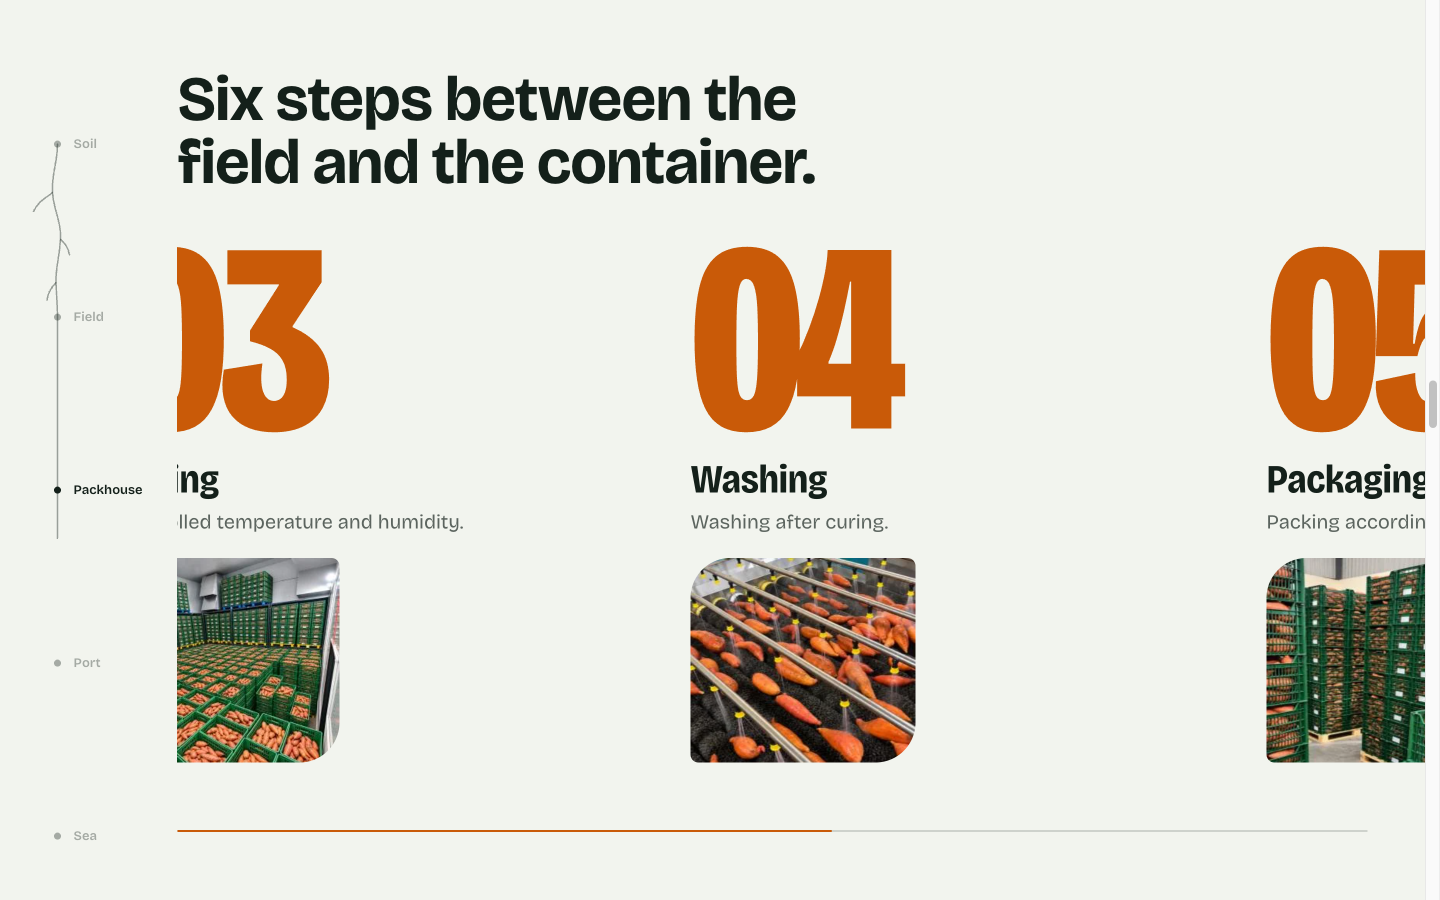 Six steps between the
field and the container.
Soil
Field
Packhouse
Port
Sea
03
ing
lled temperature and humidity.
04
Washing
Washing after curing.
05
Packaging
Packing accordin